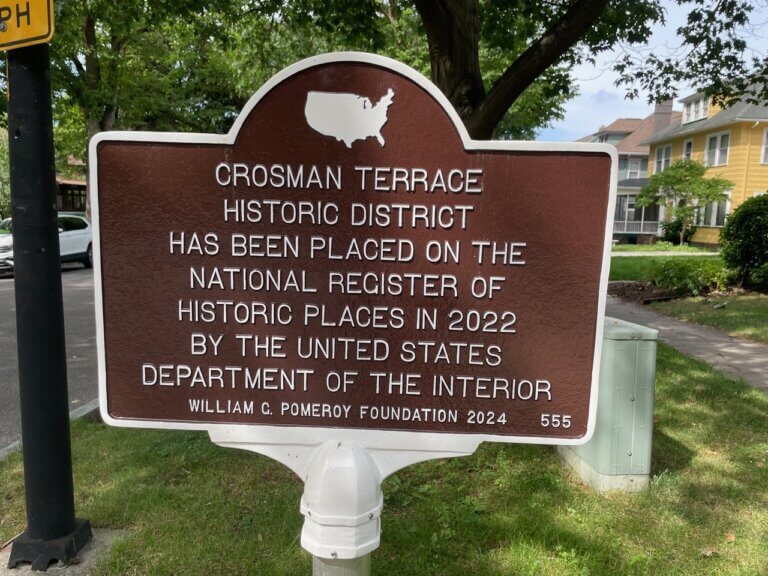 PH
CROSMAN TERRACE
HISTORIC DISTRICT
HAS BEEN PLACED ON THE
NATIONAL REGISTER OF
HISTORIC PLACES IN 2022
BY THE UNITED STATES
DEPARTMENT OF THE INTERIOR
WILLIAM G. POMEROY FOUNDATION 2024 555